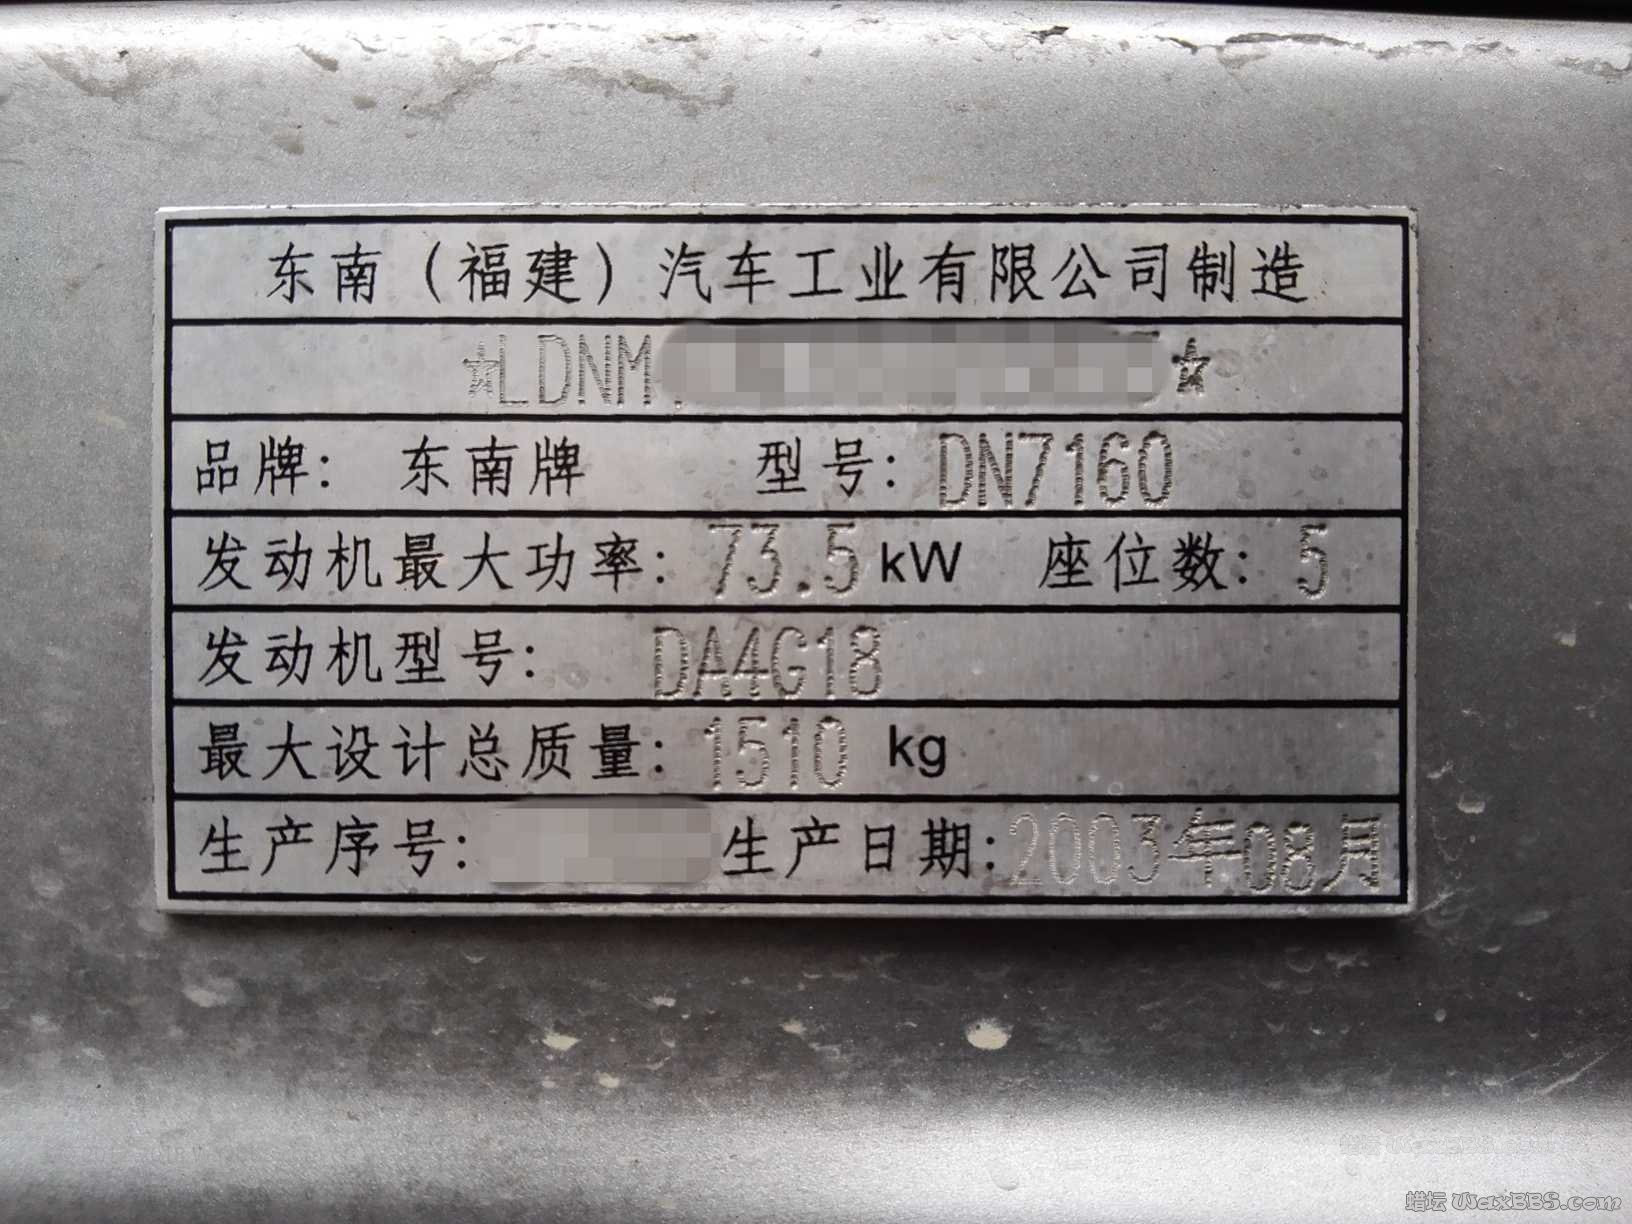 东南（福建）汽车工业有限公司制造
☆LDNM ☆
品牌：东南牌 型号：DN7160
发动机最大功率：73.5 kW 座位数：5
发动机型号：DA4G18
最大设计总质量：1510 kg
生产序号： 生产日期：2003年08月
蜡坛 WaxBBS.com